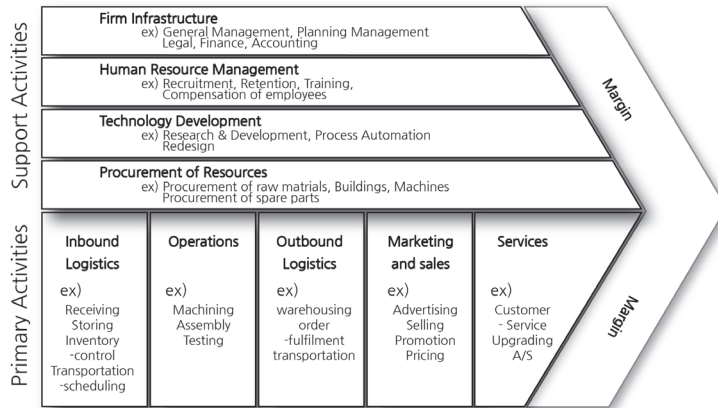 Support Activities
Firm Infrastructure
ex) General Management, Planning Management
Legal, Finance, Accounting
Human Resource Management
ex) Recruitment, Retention, Training,
Compensation of employees
Technology Development
ex) Research & Development, Process Automation
Redesign
Procurement of Resources
ex) Procurement of raw matrials, Buildings, Machines
Procurement of spare parts
Margin
Primary Activities
Inbound
Logistics
ex)
Receiving
Storing
Inventory
-control
Transportation
-scheduling
Operations
ex)
Machining
Assembly
Testing
Outbound
Logistics
ex)
warehousing
order
-fulfilment
transportation
Marketing
and sales
ex)
Advertising
Selling
Promotion
Pricing
Services
ex)
Customer
- Service
Upgrading
A/S
Margin